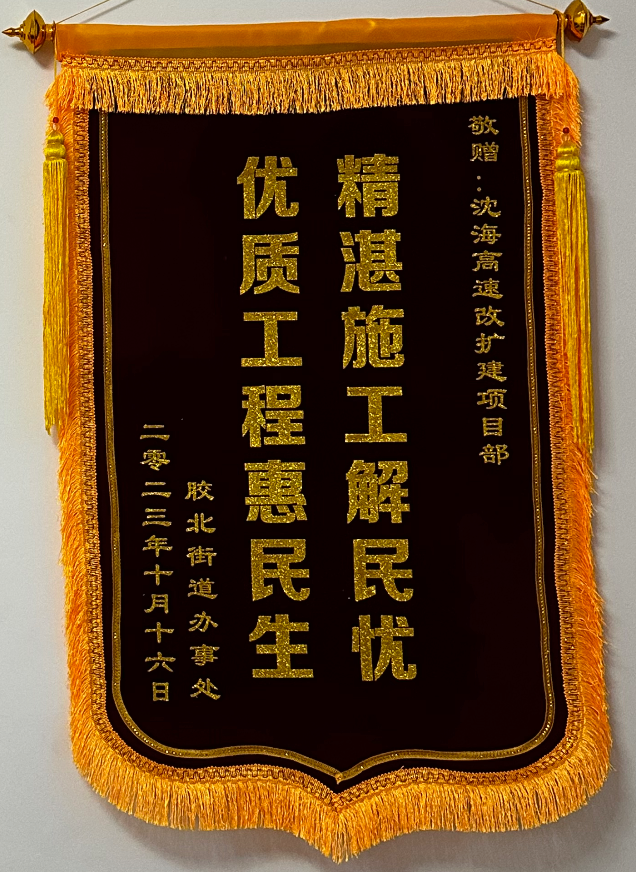 敬赠：沈海高速改扩建项目部
精湛施工解民忧
优质工程惠民生
胶北街道办事处
二零二三年十月十六日